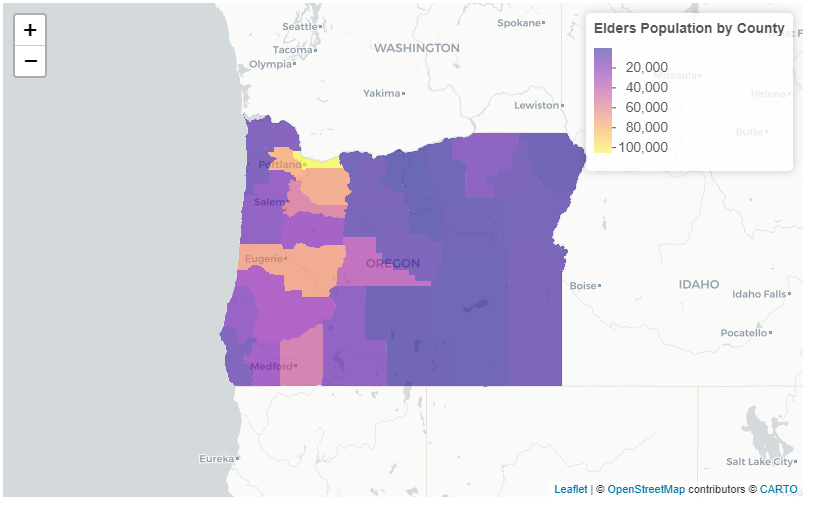 +
−
Seattle
Spokane
Elders Population by County
Tacoma
WASHINGTON
Olympia
20,000
Missoula
Yakima
40,000
Helena
Lewiston
60,000
80,000
Butte
100,000
Portland
Salem
Eugene
OREGON
Boise
IDAHO
Idaho Falls
Pocatello
Medford
Eureka
Salt Lake City
Leaflet | © OpenStreetMap contributors © CARTO